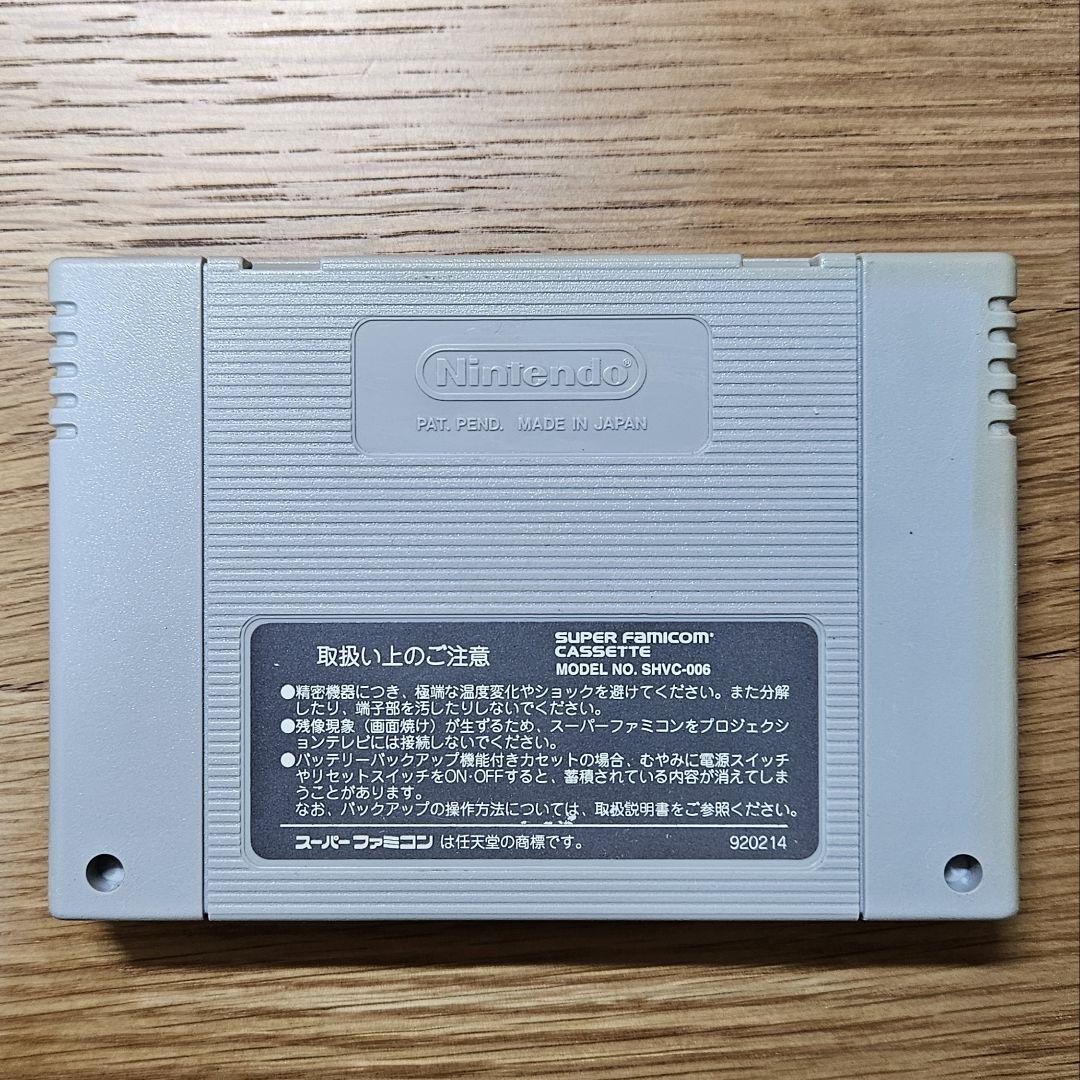 Nintendo®
PAT. PEND. MADE IN JAPAN
取扱い上のご注意
SUPER FAMICOM®
CASSETTE
MODEL NO. SHVC-006
●精密機器につき、極端な温度変化やショックを避けてください。また分解
したり、端子部を汚したりしないでください。
●残像現象（画面焼け）が生ずるため、スーパーファミコンをプロジェクシ
ョンテレビには接続しないでください。
●バッテリーバックアップ機能付きカセットの場合、むやみに電源スイッチ
やリセットスイッチをON・OFFすると、蓄積されている内容が消えてしま
うことがあります。
なお、バックアップの操作方法については、取扱説明書をご参照ください。
スーパーファミコンは任天堂の商標です。
920214